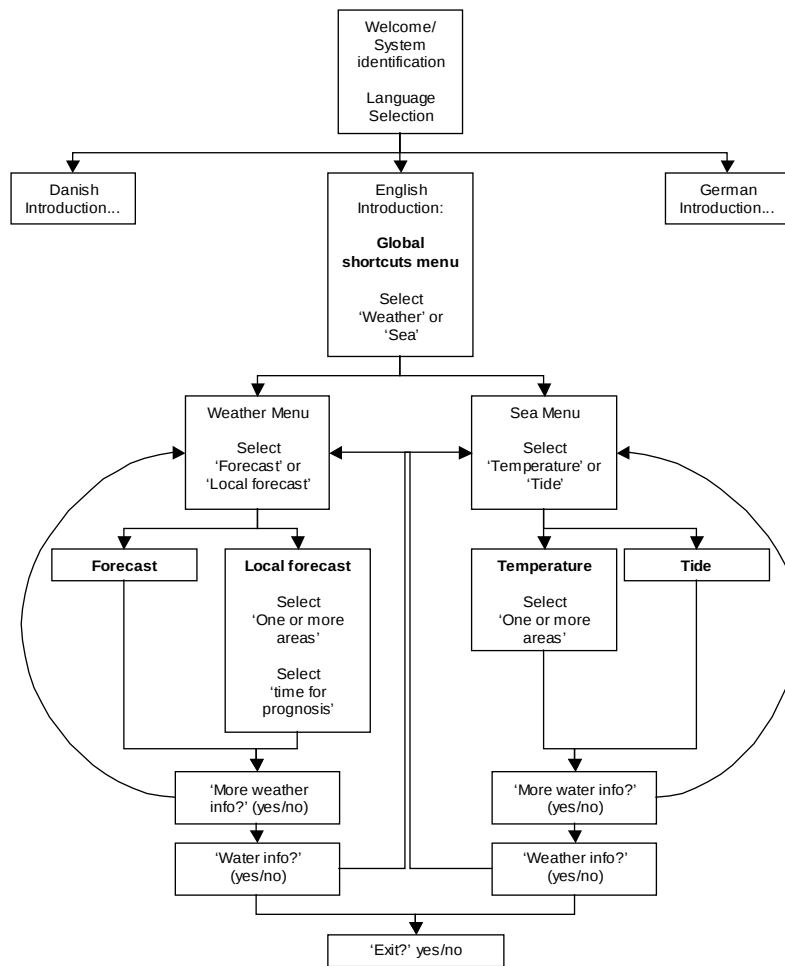 Welcome/
System
identification
Language
Selection
Danish
Introduction...
English
Introduction:
Global
shortcuts menu
Select
‘Weather’ or
‘Sea’
German
Introduction...
Weather Menu
Select
‘Forecast’ or
‘Local forecast’
Sea Menu
Select
‘Temperature’ or
‘Tide’
Forecast
Local forecast
Select
‘One or more
areas’
Select
‘time for
prognosis’
Temperature
Select
‘One or more
areas’
Tide
‘More weather
info?’ (yes/no)
‘More water info?’
(yes/no)
‘Water info?’
(yes/no)
‘Weather info?’
(yes/no)
‘Exit?’ yes/no